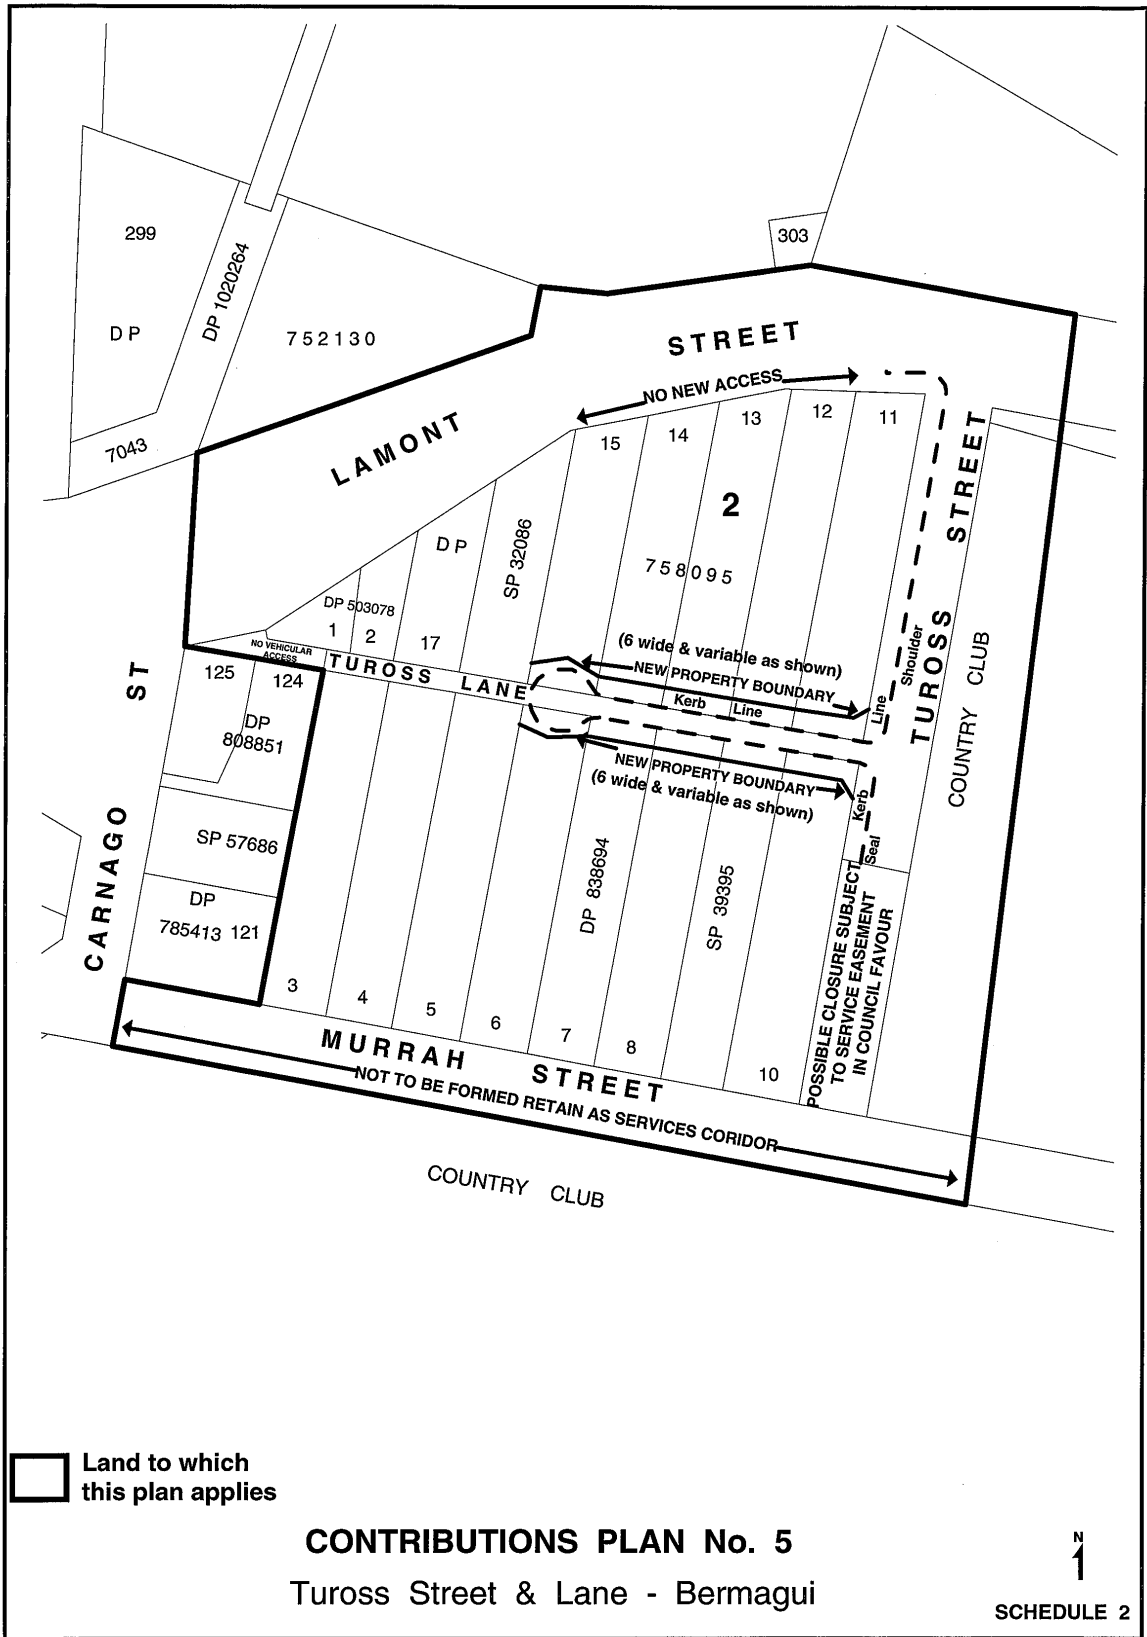 299
DP 1020264
D P
752130
7043
303
STREET
LAMONT
NO NEW ACCESS
15
14
13
12
11
2
758095
D P
SP 32086
DP 503078
1
2
17
NO VEHICULAR
ACCESS
TUROSS LANE
(6 wide & variable as shown)
NEW PROPERTY BOUNDARY
Kerb Line
Line
Shoulder
TUROSS STREET
COUNTRY CLUB
125
124
DP
808851
SP 57686
DP
785413 121
CARNAGO ST
NEW PROPERTY BOUNDARY
(6 wide & variable as shown)
Kerb
Seal
DP 838694
SP 39395
POSSIBLE CLOSURE SUBJECT
TO SERVICE EASEMENT
IN COUNCIL FAVOUR
3
4
5
6
7
8
10
MURRAH STREET
NOT TO BE FORMED RETAIN AS SERVICES CORIDOR
COUNTRY CLUB
Land to which
this plan applies
CONTRIBUTIONS PLAN No. 5
Tuross Street & Lane - Bermagui
N
SCHEDULE 2